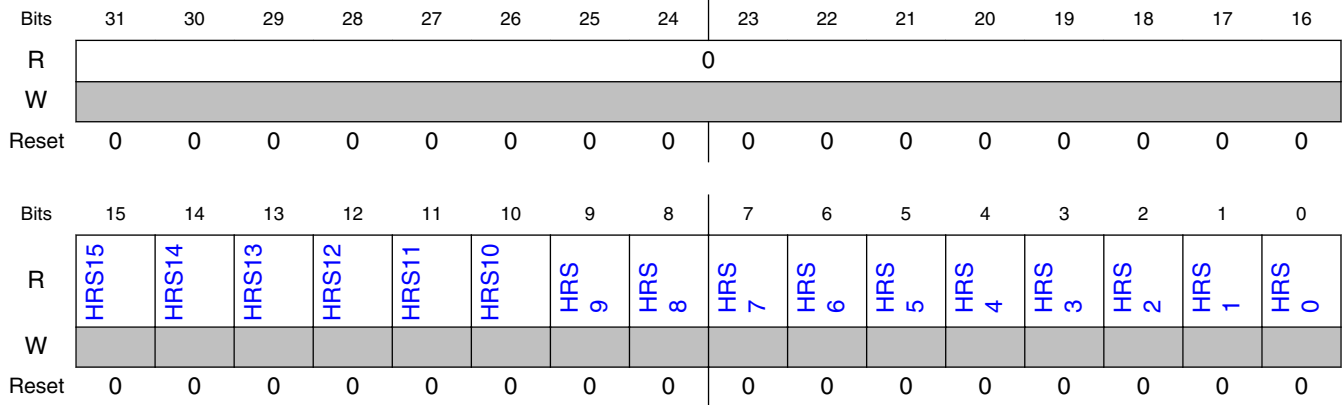 Bits 31 30 29 28 27 26 25 24 23 22 21 20 19 18 17 16
R 0
W
Reset 0 0 0 0 0 0 0 0 0 0 0 0 0 0 0 0
Bits 15 14 13 12 11 10 9 8 7 6 5 4 3 2 1 0
R HRS15 HRS14 HRS13 HRS12 HRS11 HRS10 HRS 9 HRS 8 HRS 7 HRS 6 HRS 5 HRS 4 HRS 3 HRS 2 HRS 1 HRS 0
W
Reset 0 0 0 0 0 0 0 0 0 0 0 0 0 0 0 0